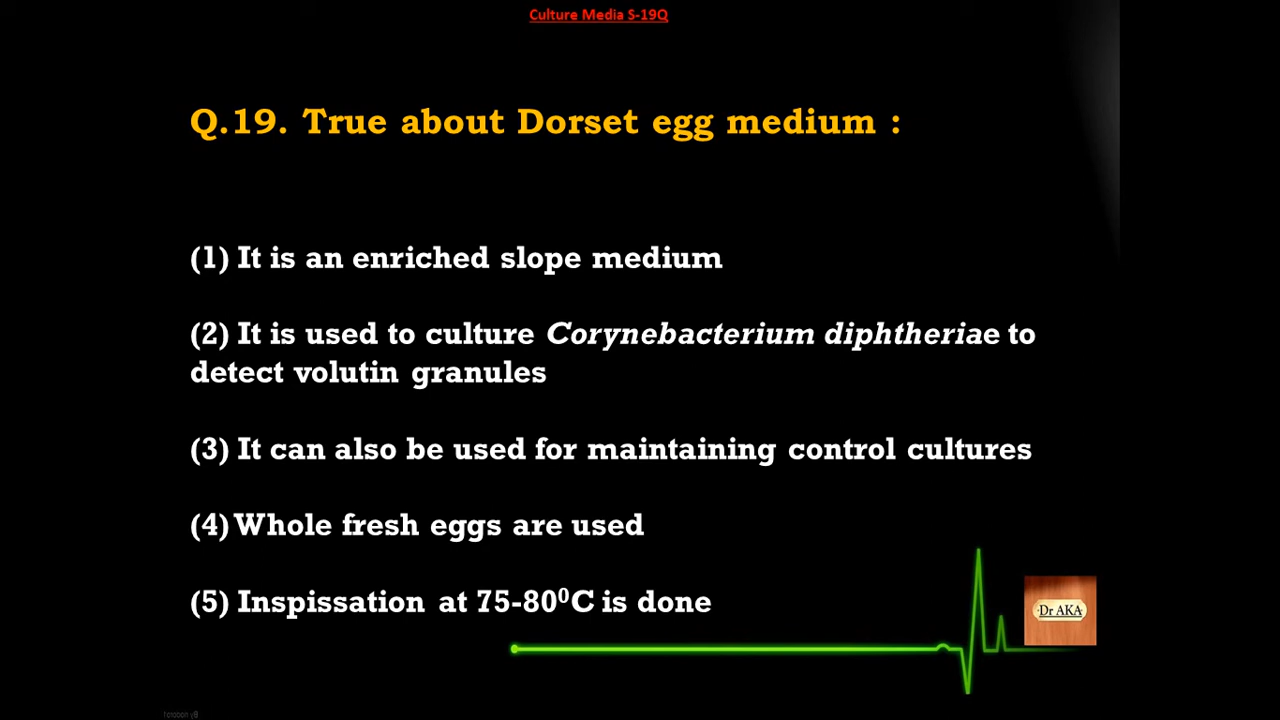 Culture Media S-19Q
Q.19. True about Dorset egg medium :
(1) It is an enriched slope medium
(2) It is used to culture Corynebacterium diphtheriae to
detect volutin granules
(3) It can also be used for maintaining control cultures
(4) Whole fresh eggs are used
(5) Inspissation at 75-80⁰C is done
Dr AKA